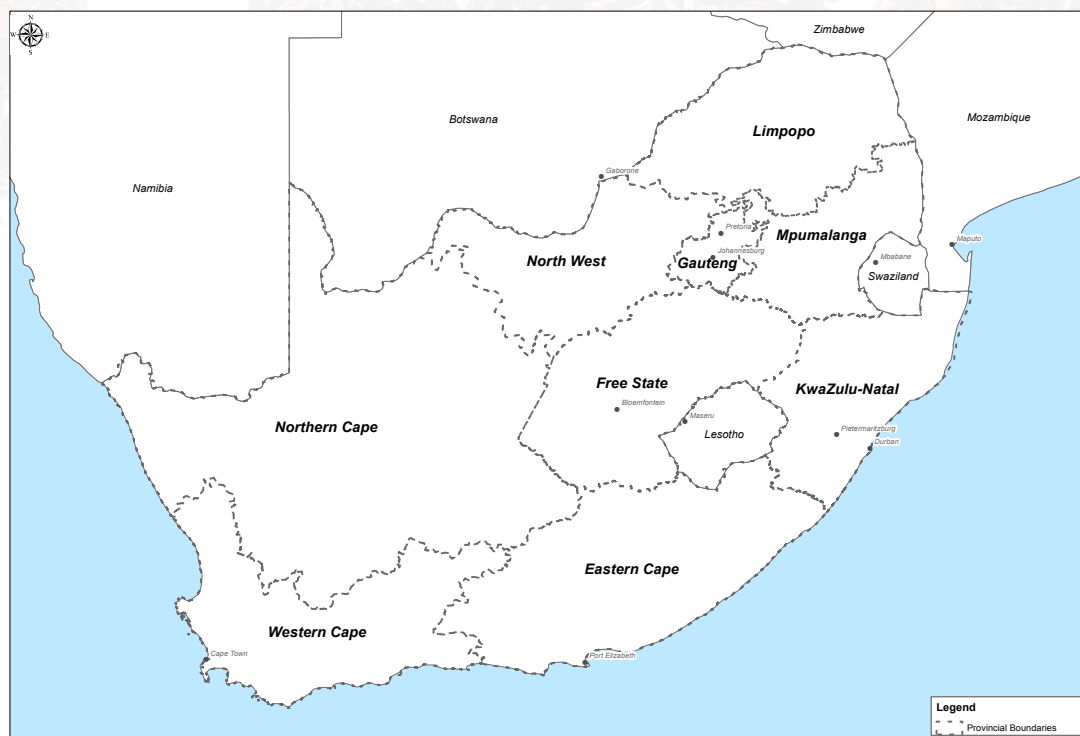 N
W E
S
Zimbabwe
Botswana
Mozambique
Limpopo
Gaborone
Namibia
Pretoria
Mpumalanga
Maputo
Johannesburg
North West
Gauteng
Mbabane
Swaziland
Free State
KwaZulu-Natal
Bloemfontein
Maseru
Northern Cape
Pietermaritzburg
Lesotho
Durban
Eastern Cape
Western Cape
Cape Town
Port Elizabeth
Legend
Provincial Boundaries